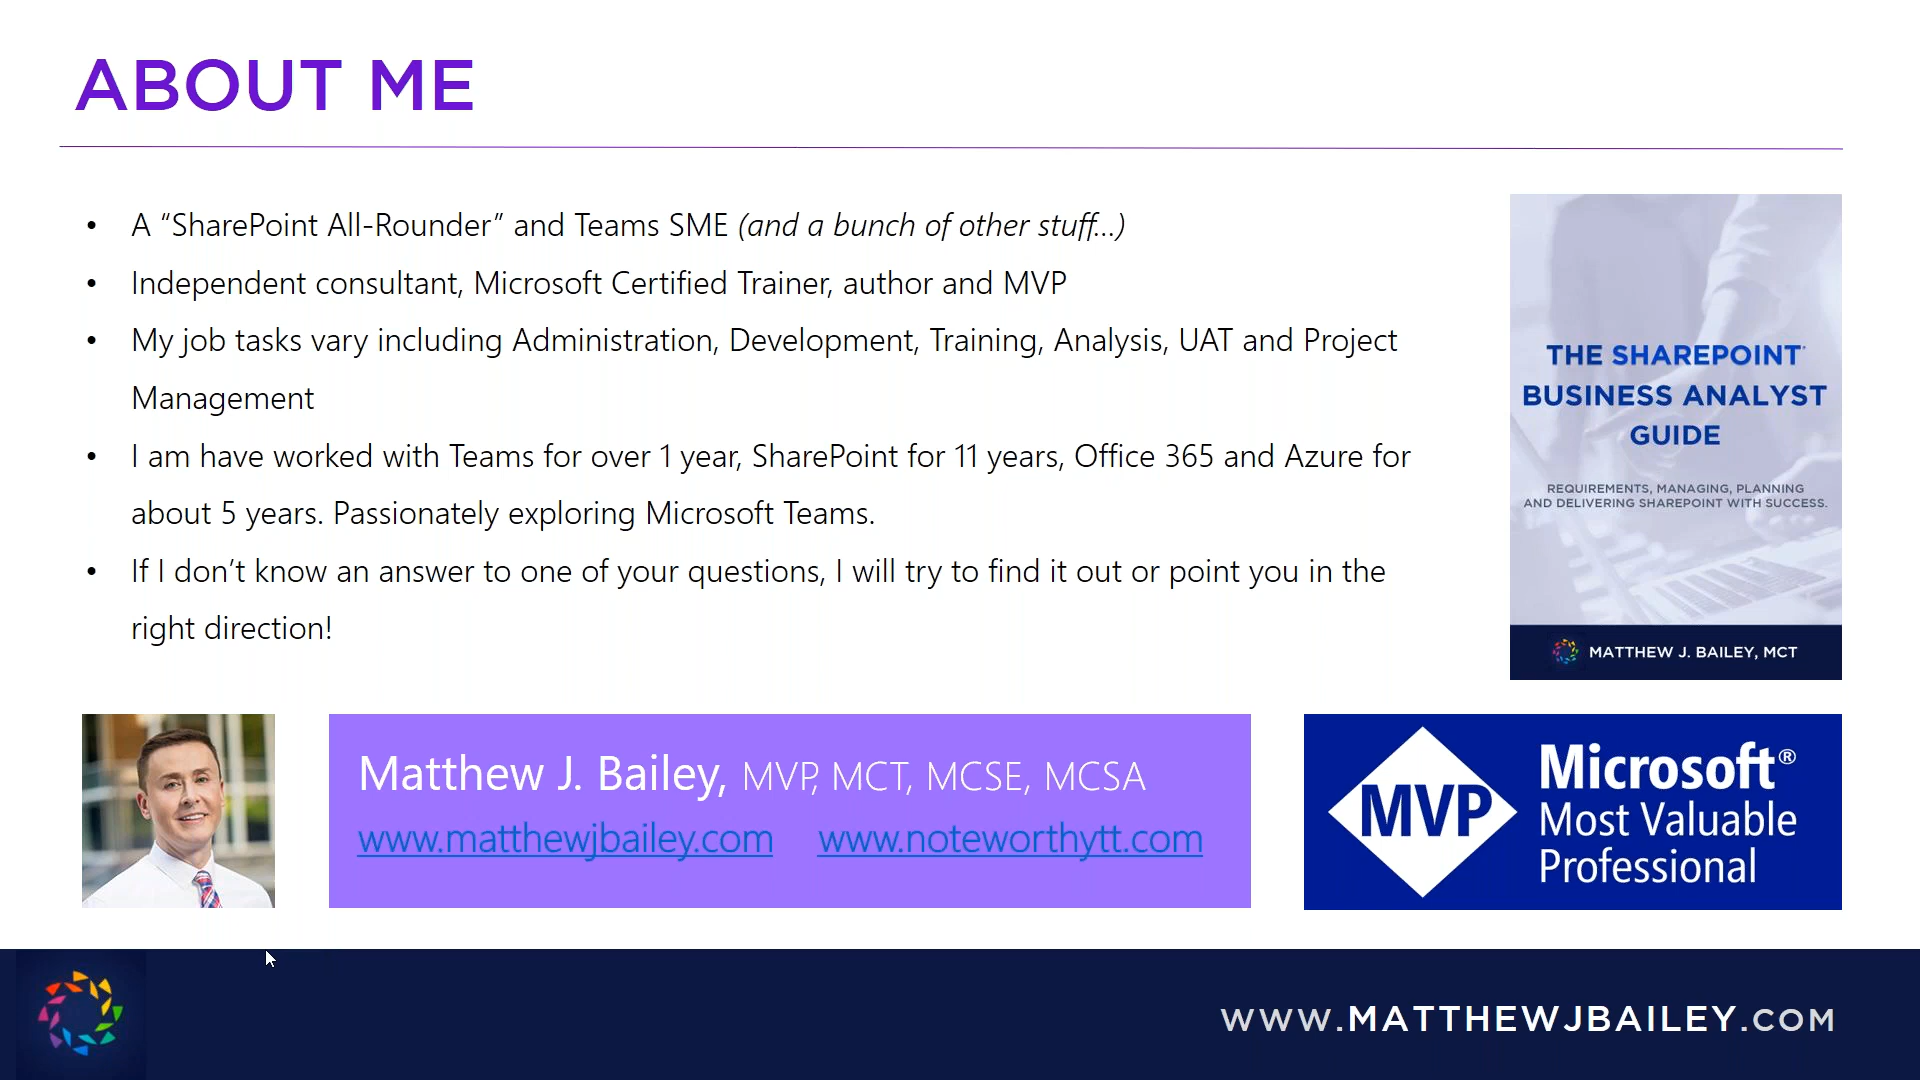 ABOUT ME
• A “SharePoint All-Rounder” and Teams SME (and a bunch of other stuff...)
• Independent consultant, Microsoft Certified Trainer, author and MVP
• My job tasks vary including Administration, Development, Training, Analysis, UAT and Project
Management
• I am have worked with Teams for over 1 year, SharePoint for 11 years, Office 365 and Azure for
about 5 years. Passionately exploring Microsoft Teams.
• If I don’t know an answer to one of your questions, I will try to find it out or point you in the
right direction!
THE SHAREPOINT®
BUSINESS ANALYST
GUIDE
REQUIREMENTS, MANAGING, PLANNING
AND DELIVERING SHAREPOINT WITH SUCCESS.
MATTHEW J. BAILEY, MCT
Matthew J. Bailey, MVP, MCT, MCSE, MCSA
www.matthewjbailey.com www.noteworthytt.com
MVP
Microsoft®
Most Valuable
Professional
WWW.MATTHEWJBAILEY.COM